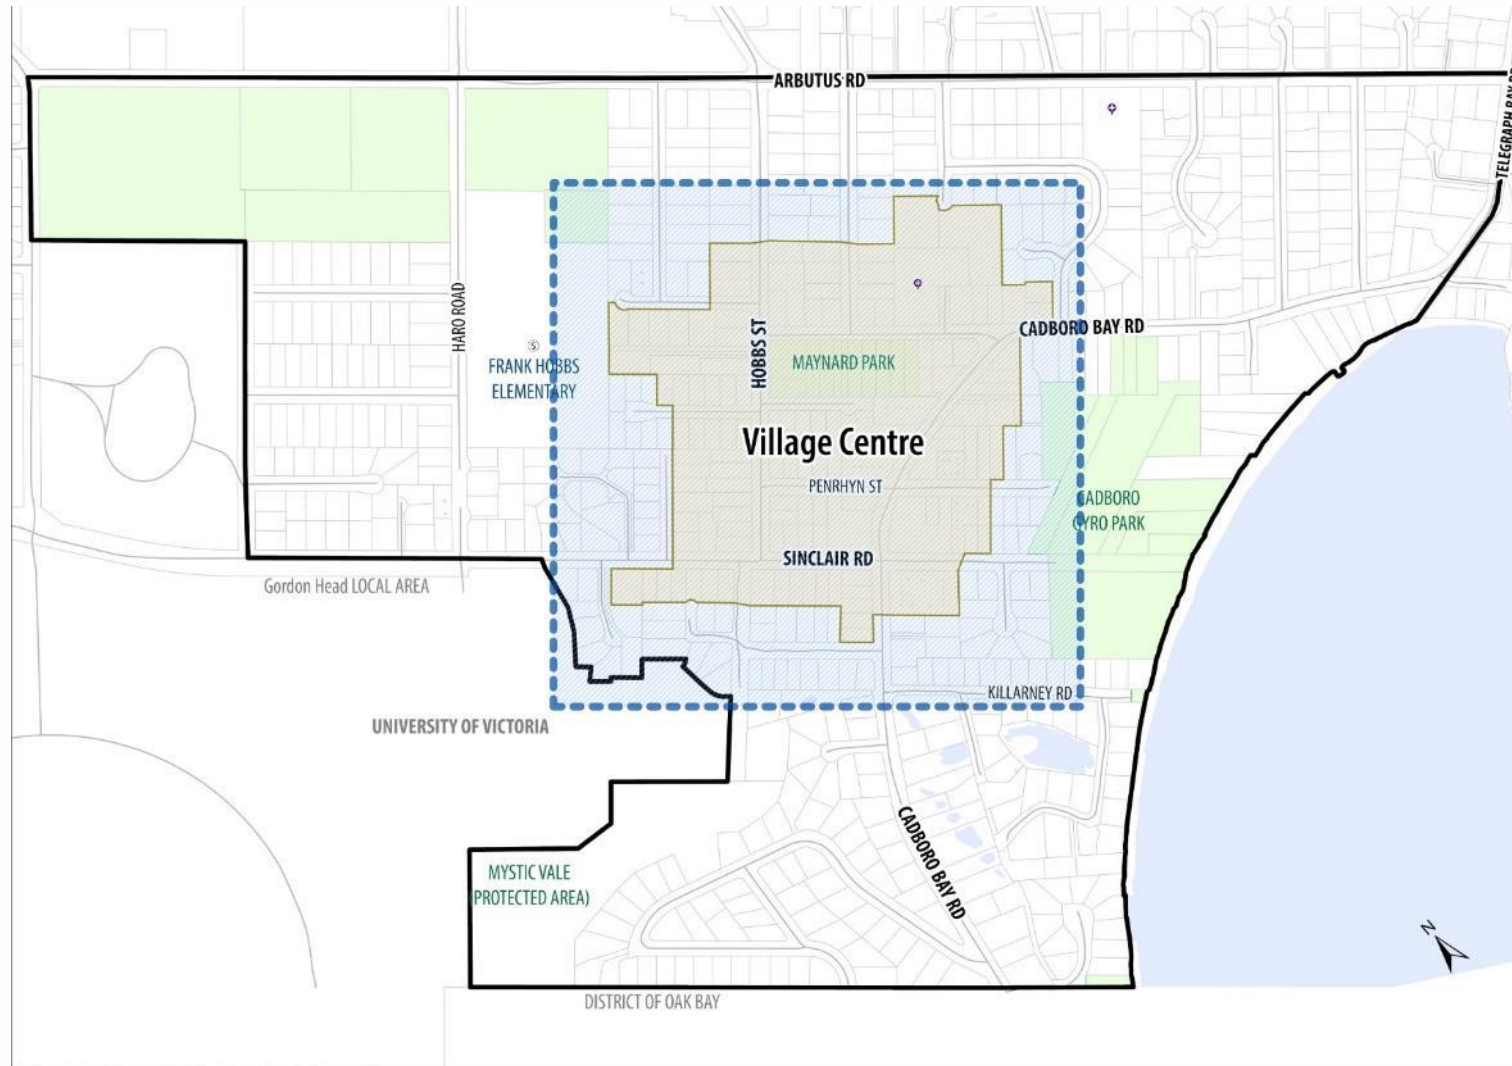 ARBUTUS RD
TELEGRAPH BAY RD
HARO ROAD
HOBBS ST
CADBORO BAY RD
S
FRANK HOBBS
ELEMENTARY
MAYNARD PARK
Village Centre
PENRHYN ST
CADBORO
GYRO PARK
SINCLAIR RD
Gordon Head LOCAL AREA
KILLARNEY RD
UNIVERSITY OF VICTORIA
CADBORO BAY RD
MYSTIC VALE
(PROTECTED AREA)
N
DISTRICT OF OAK BAY